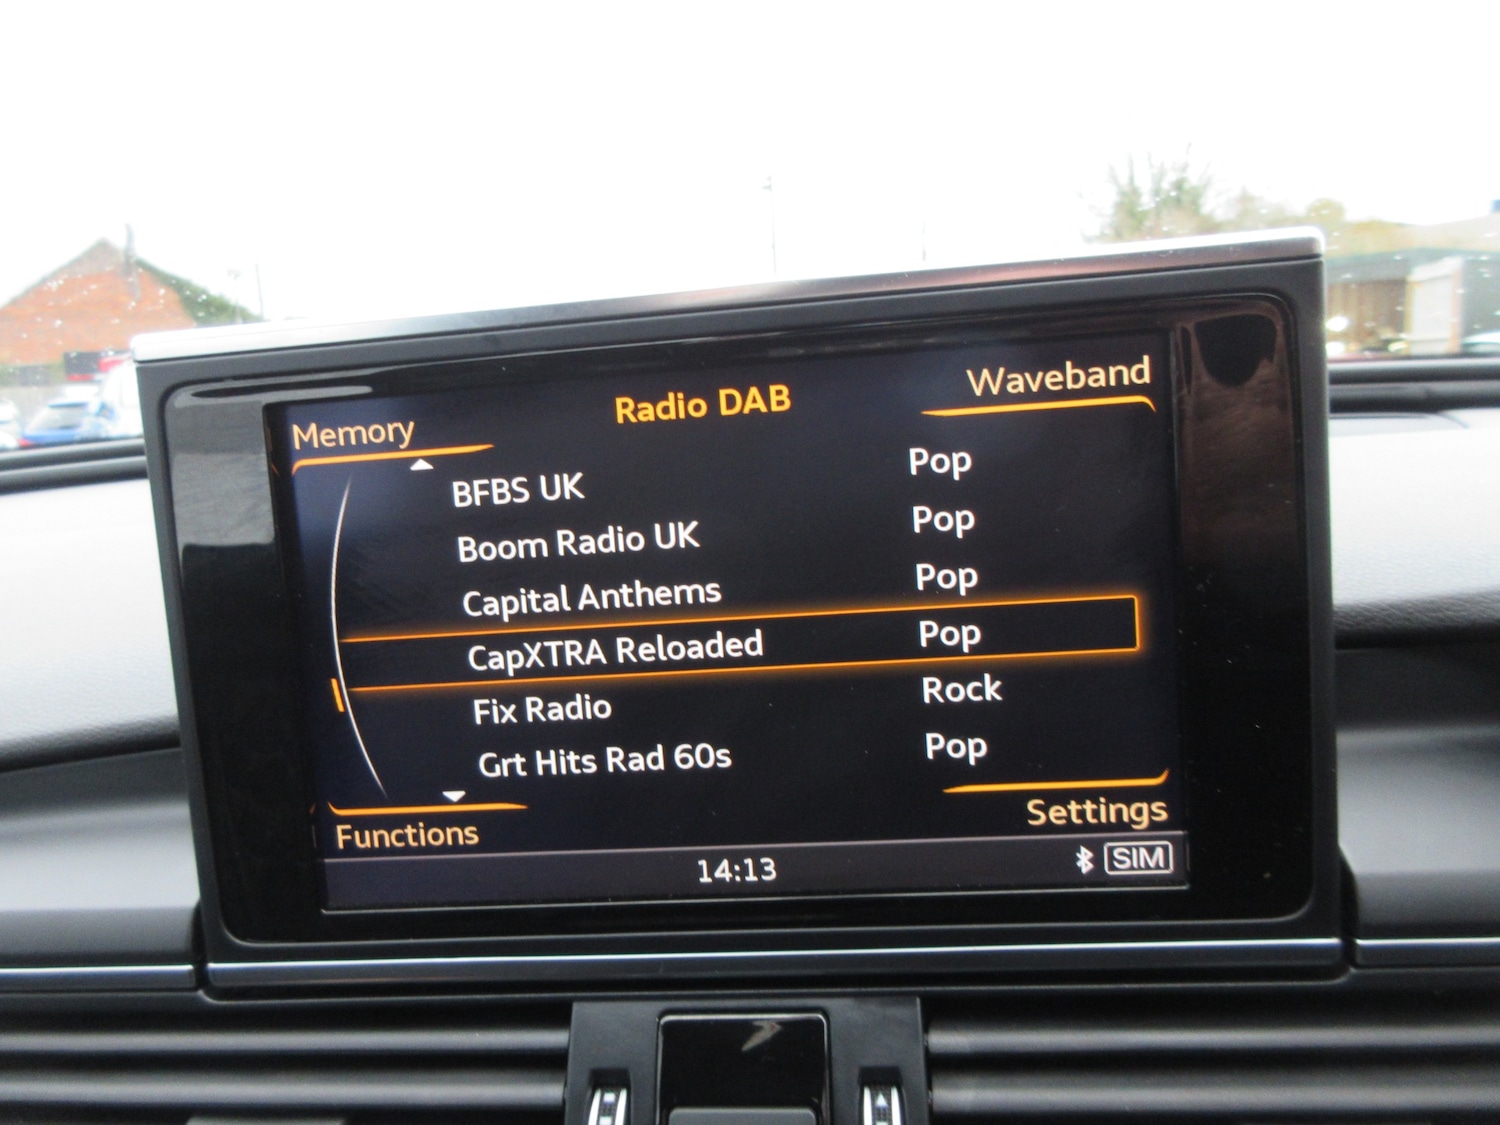 Memory
Radio DAB
Waveband
BFBS UK Pop
Boom Radio UK Pop
Capital Anthems Pop
CapXTRA Reloaded Pop
Fix Radio Rock
Grt Hits Rad 60s Pop
Functions
Settings
14:13
SIM